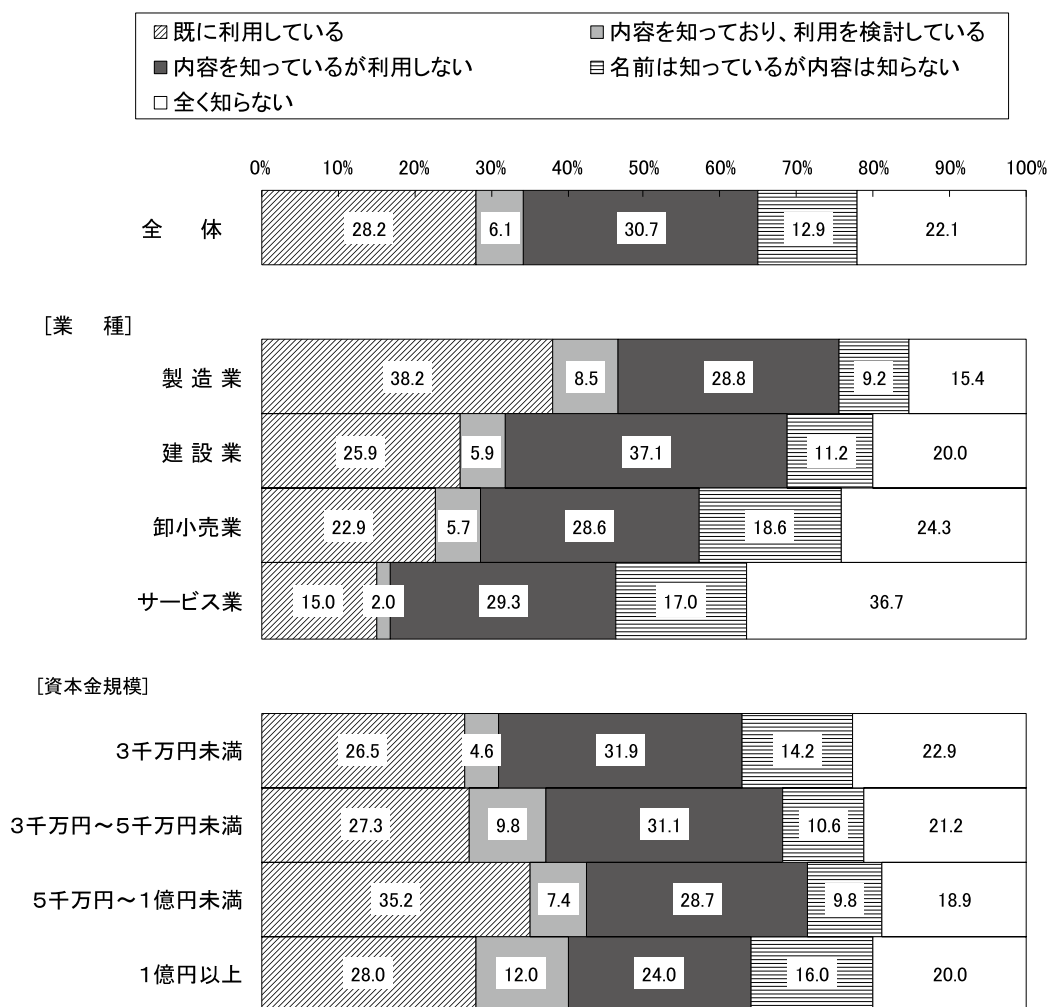 既に利用している 内容を知っており、利用を検討している
内容を知っているが利用しない 名前は知っているが内容は知らない
全く知らない
0% 10% 20% 30% 40% 50% 60% 70% 80% 90% 100%
全 体 28.2 6.1 30.7 12.9 22.1
[業 種]
製造業 38.2 8.5 28.8 9.2 15.4
建設業 25.9 5.9 37.1 11.2 20.0
卸小売業 22.9 5.7 28.6 18.6 24.3
サービス業 15.0 2.0 29.3 17.0 36.7
[資本金規模]
3千万円未満 26.5 4.6 31.9 14.2 22.9
3千万円～5千万円未満 27.3 9.8 31.1 10.6 21.2
5千万円～1億円未満 35.2 7.4 28.7 9.8 18.9
1億円以上 28.0 12.0 24.0 16.0 20.0